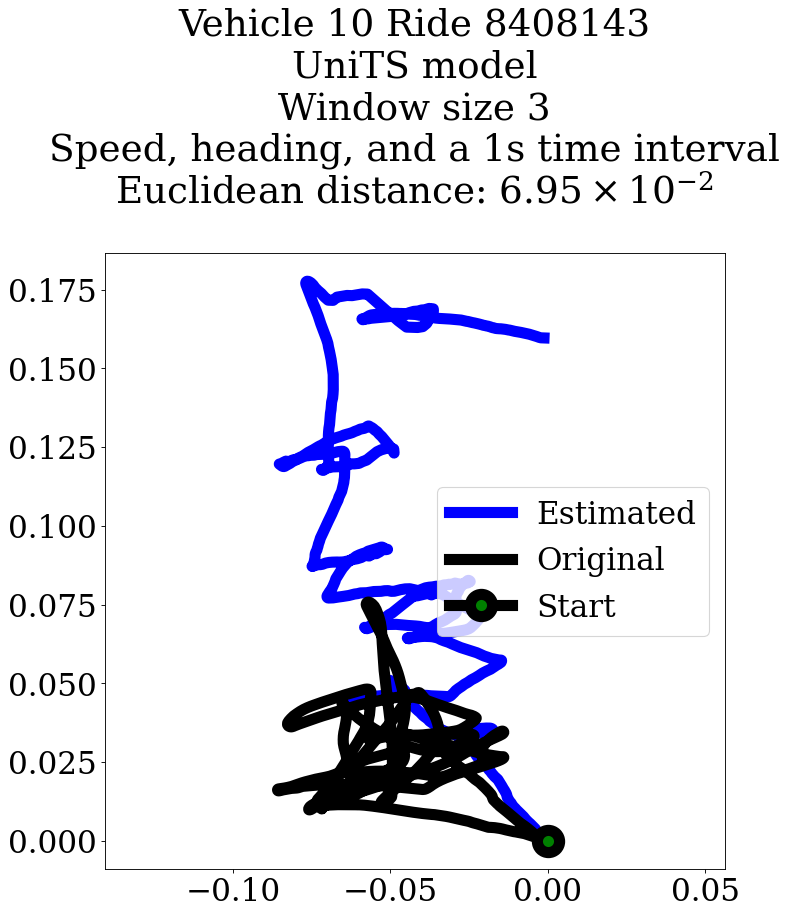 Vehicle 10 Ride 8408143
UniTS model
Window size 3
Speed, heading, and a 1s time interval
Euclidean distance: 6.95 × 10⁻²
0.175
0.150
0.125
0.100
0.075
0.050
0.025
0.000
Estimated
Original
Start
−0.10 −0.05 0.00 0.05